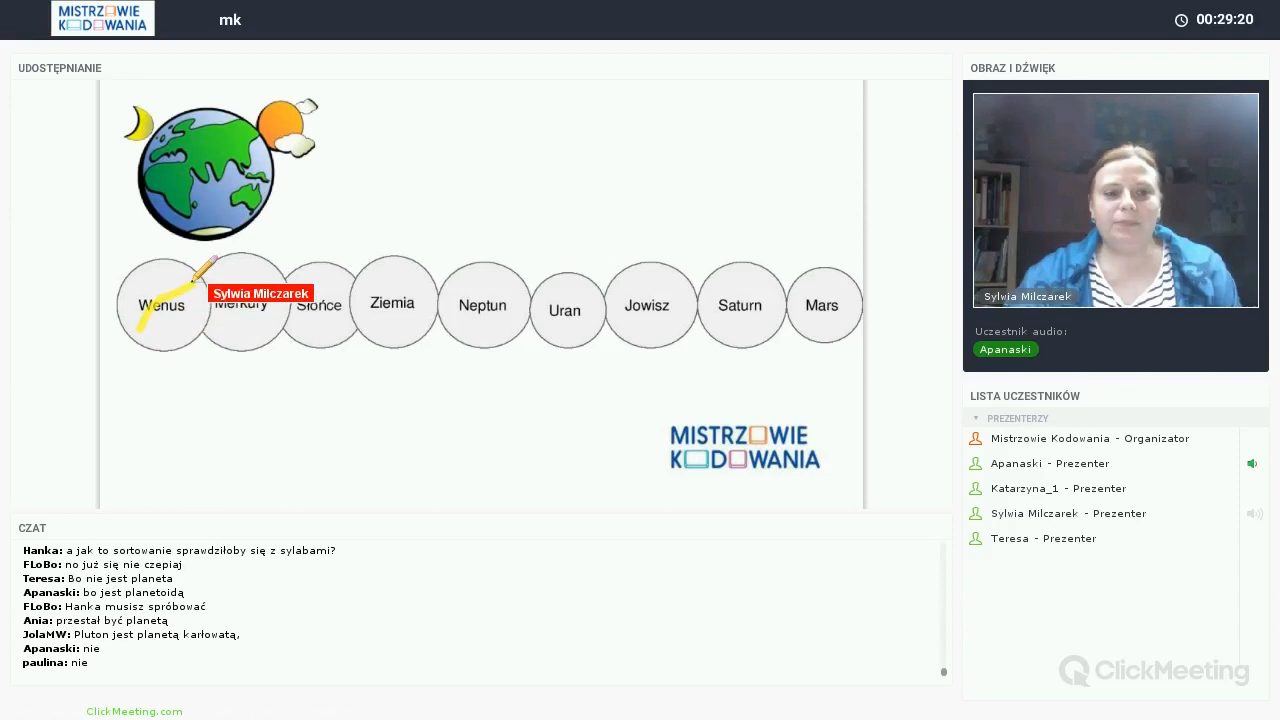 MISTRZOWIE
KODOWANIA
mk
00:29:20
UDOSTĘPNIANIE
Wenus
Merkury
Słońce
Ziemia
Neptun
Uran
Jowisz
Saturn
Mars
Sylwia Milczarek
MISTRZOWIE
KODOWANIA
CZAT
Hanka: a jak to sortowanie sprawdziłoby się z sylabami?
FLoBo: no już się nie czepiaj
Teresa: Bo nie jest planeta
Apanaski: bo jest planetoidą
FLoBo: Hanka musisz spróbować
Ania: przestał być planetą
JolaMW: Pluton jest planetą karłowatą,
Apanaski: nie
paulina: nie
ClickMeeting.com
OBRAZ I DŹWIĘK
Sylwia Milczarek
Uczestnik audio:
Apanaski
LISTA UCZESTNIKÓW
PREZENTERZY
Mistrzowie Kodowania - Organizator
Apanaski - Prezenter
Katarzyna_1 - Prezenter
Sylwia Milczarek - Prezenter
Teresa - Prezenter
ClickMeeting